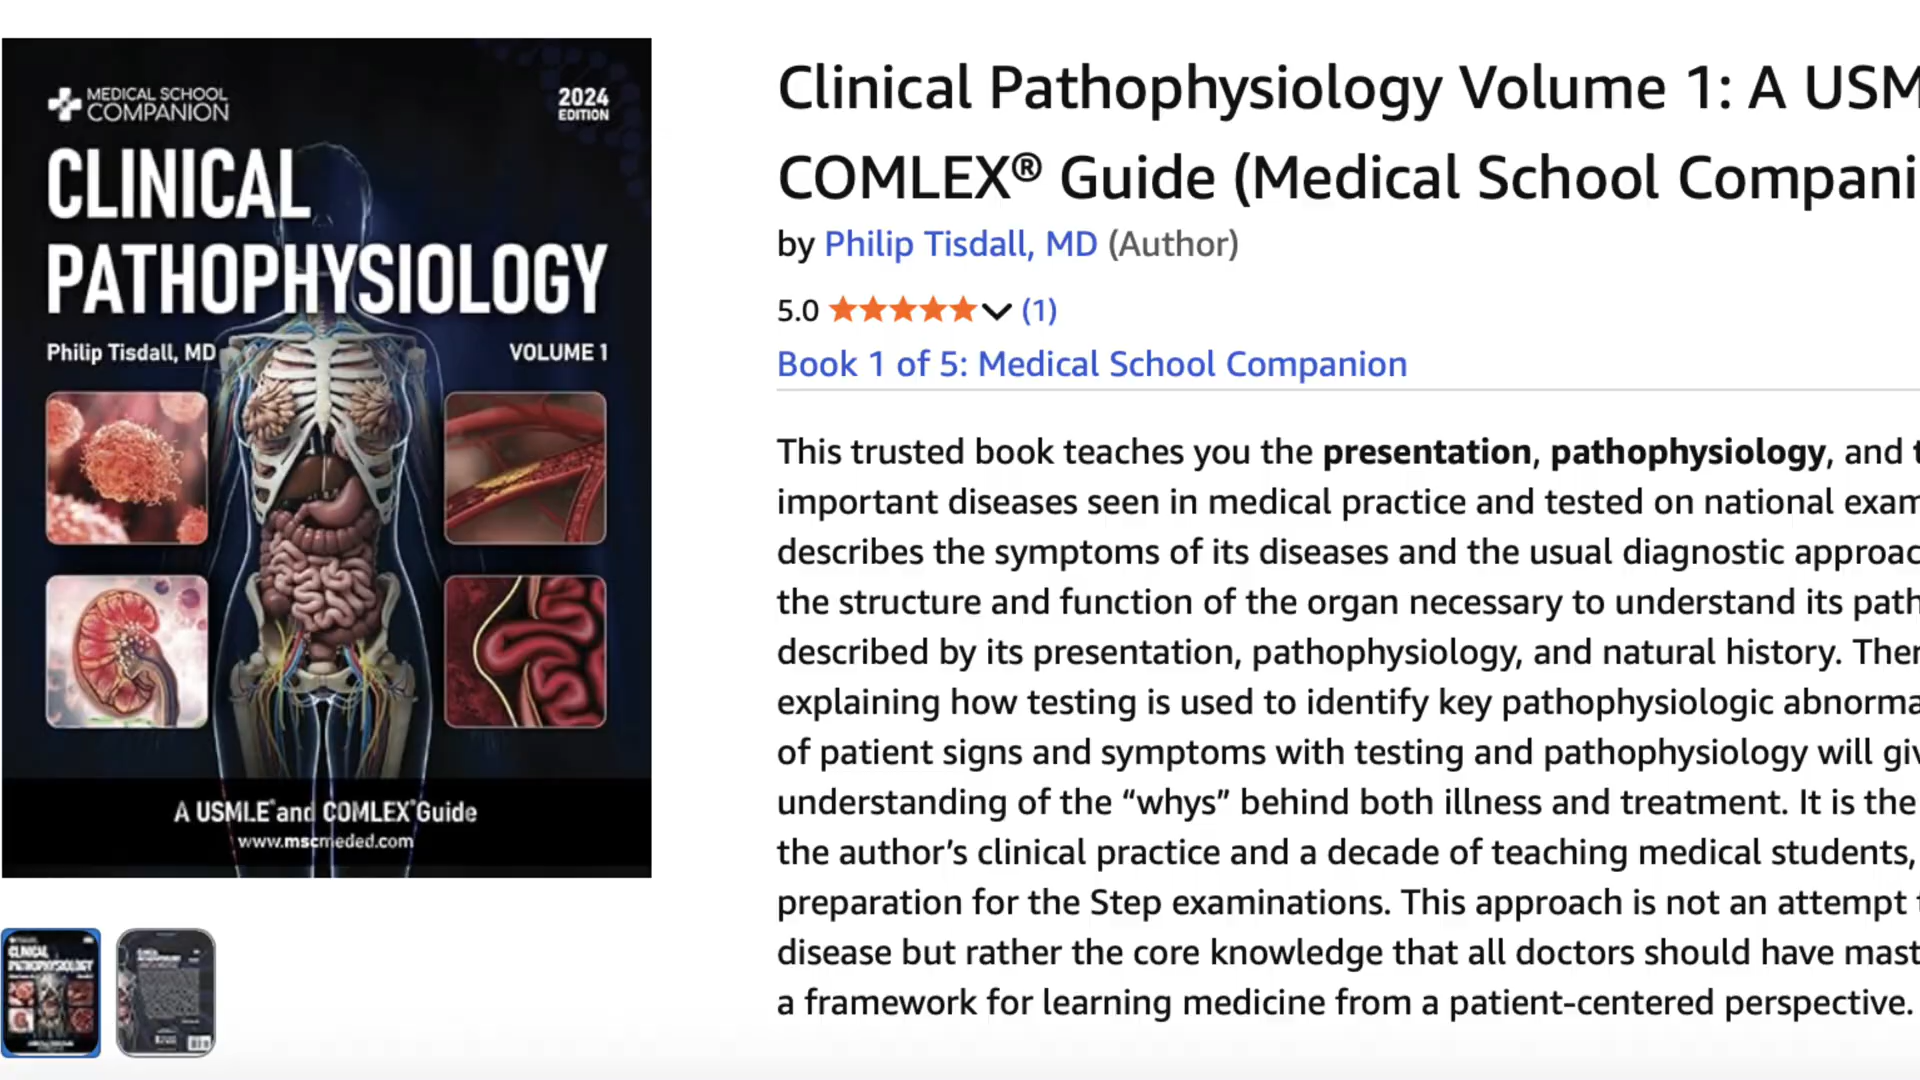 MEDICAL SCHOOL
COMPANION
2024
EDITION
CLINICAL
PATHOPHYSIOLOGY
Philip Tisdall, MD
VOLUME 1
A USMLE® and COMLEX® Guide
www.mscmeded.com
CLINICAL
PATHOPHYSIOLOGY
Clinical Pathophysiology Volume 1: A USM
COMLEX® Guide (Medical School Compani
by Philip Tisdall, MD (Author)
5.0 (1)
Book 1 of 5: Medical School Companion
This trusted book teaches you the presentation, pathophysiology, and t
important diseases seen in medical practice and tested on national exam
describes the symptoms of its diseases and the usual diagnostic approac
the structure and function of the organ necessary to understand its path
described by its presentation, pathophysiology, and natural history. Ther
explaining how testing is used to identify key pathophysiologic abnorma
of patient signs and symptoms with testing and pathophysiology will giv
understanding of the “whys” behind both illness and treatment. It is the
the author’s clinical practice and a decade of teaching medical students,
preparation for the Step examinations. This approach is not an attempt t
disease but rather the core knowledge that all doctors should have mast
a framework for learning medicine from a patient-centered perspective.